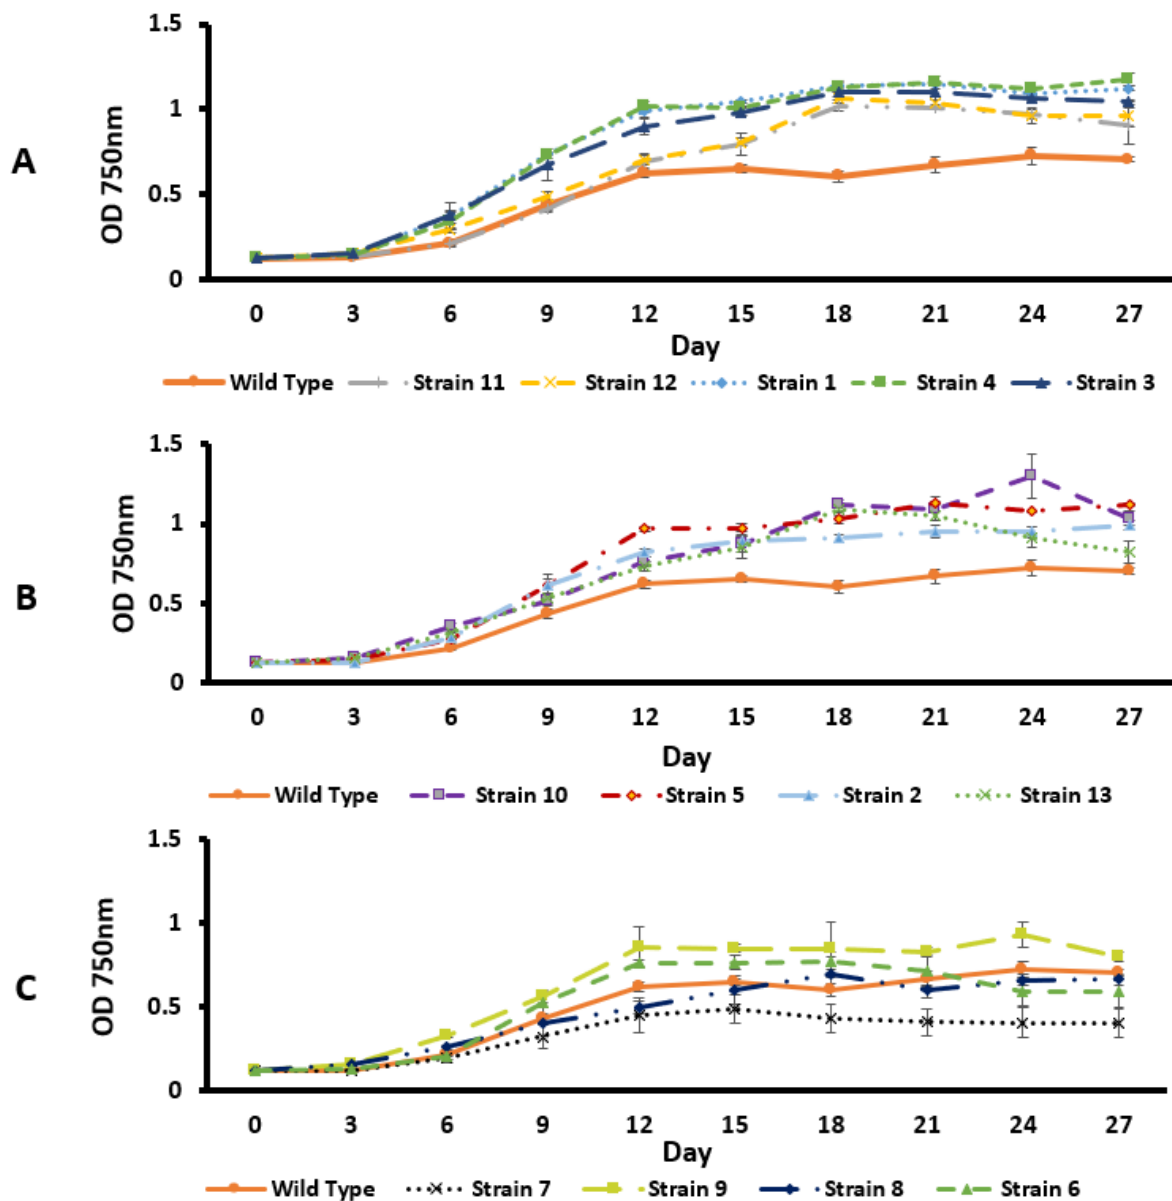 A
OD 750nm
1.5
1
0.5
0
0 3 6 9 12 15 18 21 24 27
Day
Wild Type Strain 11 Strain 12 Strain 1 Strain 4 Strain 3
B
OD 750nm
1.5
1
0.5
0
0 3 6 9 12 15 18 21 24 27
Day
Wild Type Strain 10 Strain 5 Strain 2 Strain 13
C
OD 750nm
1.5
1
0.5
0
0 3 6 9 12 15 18 21 24 27
Day
Wild Type Strain 7 Strain 9 Strain 8 Strain 6